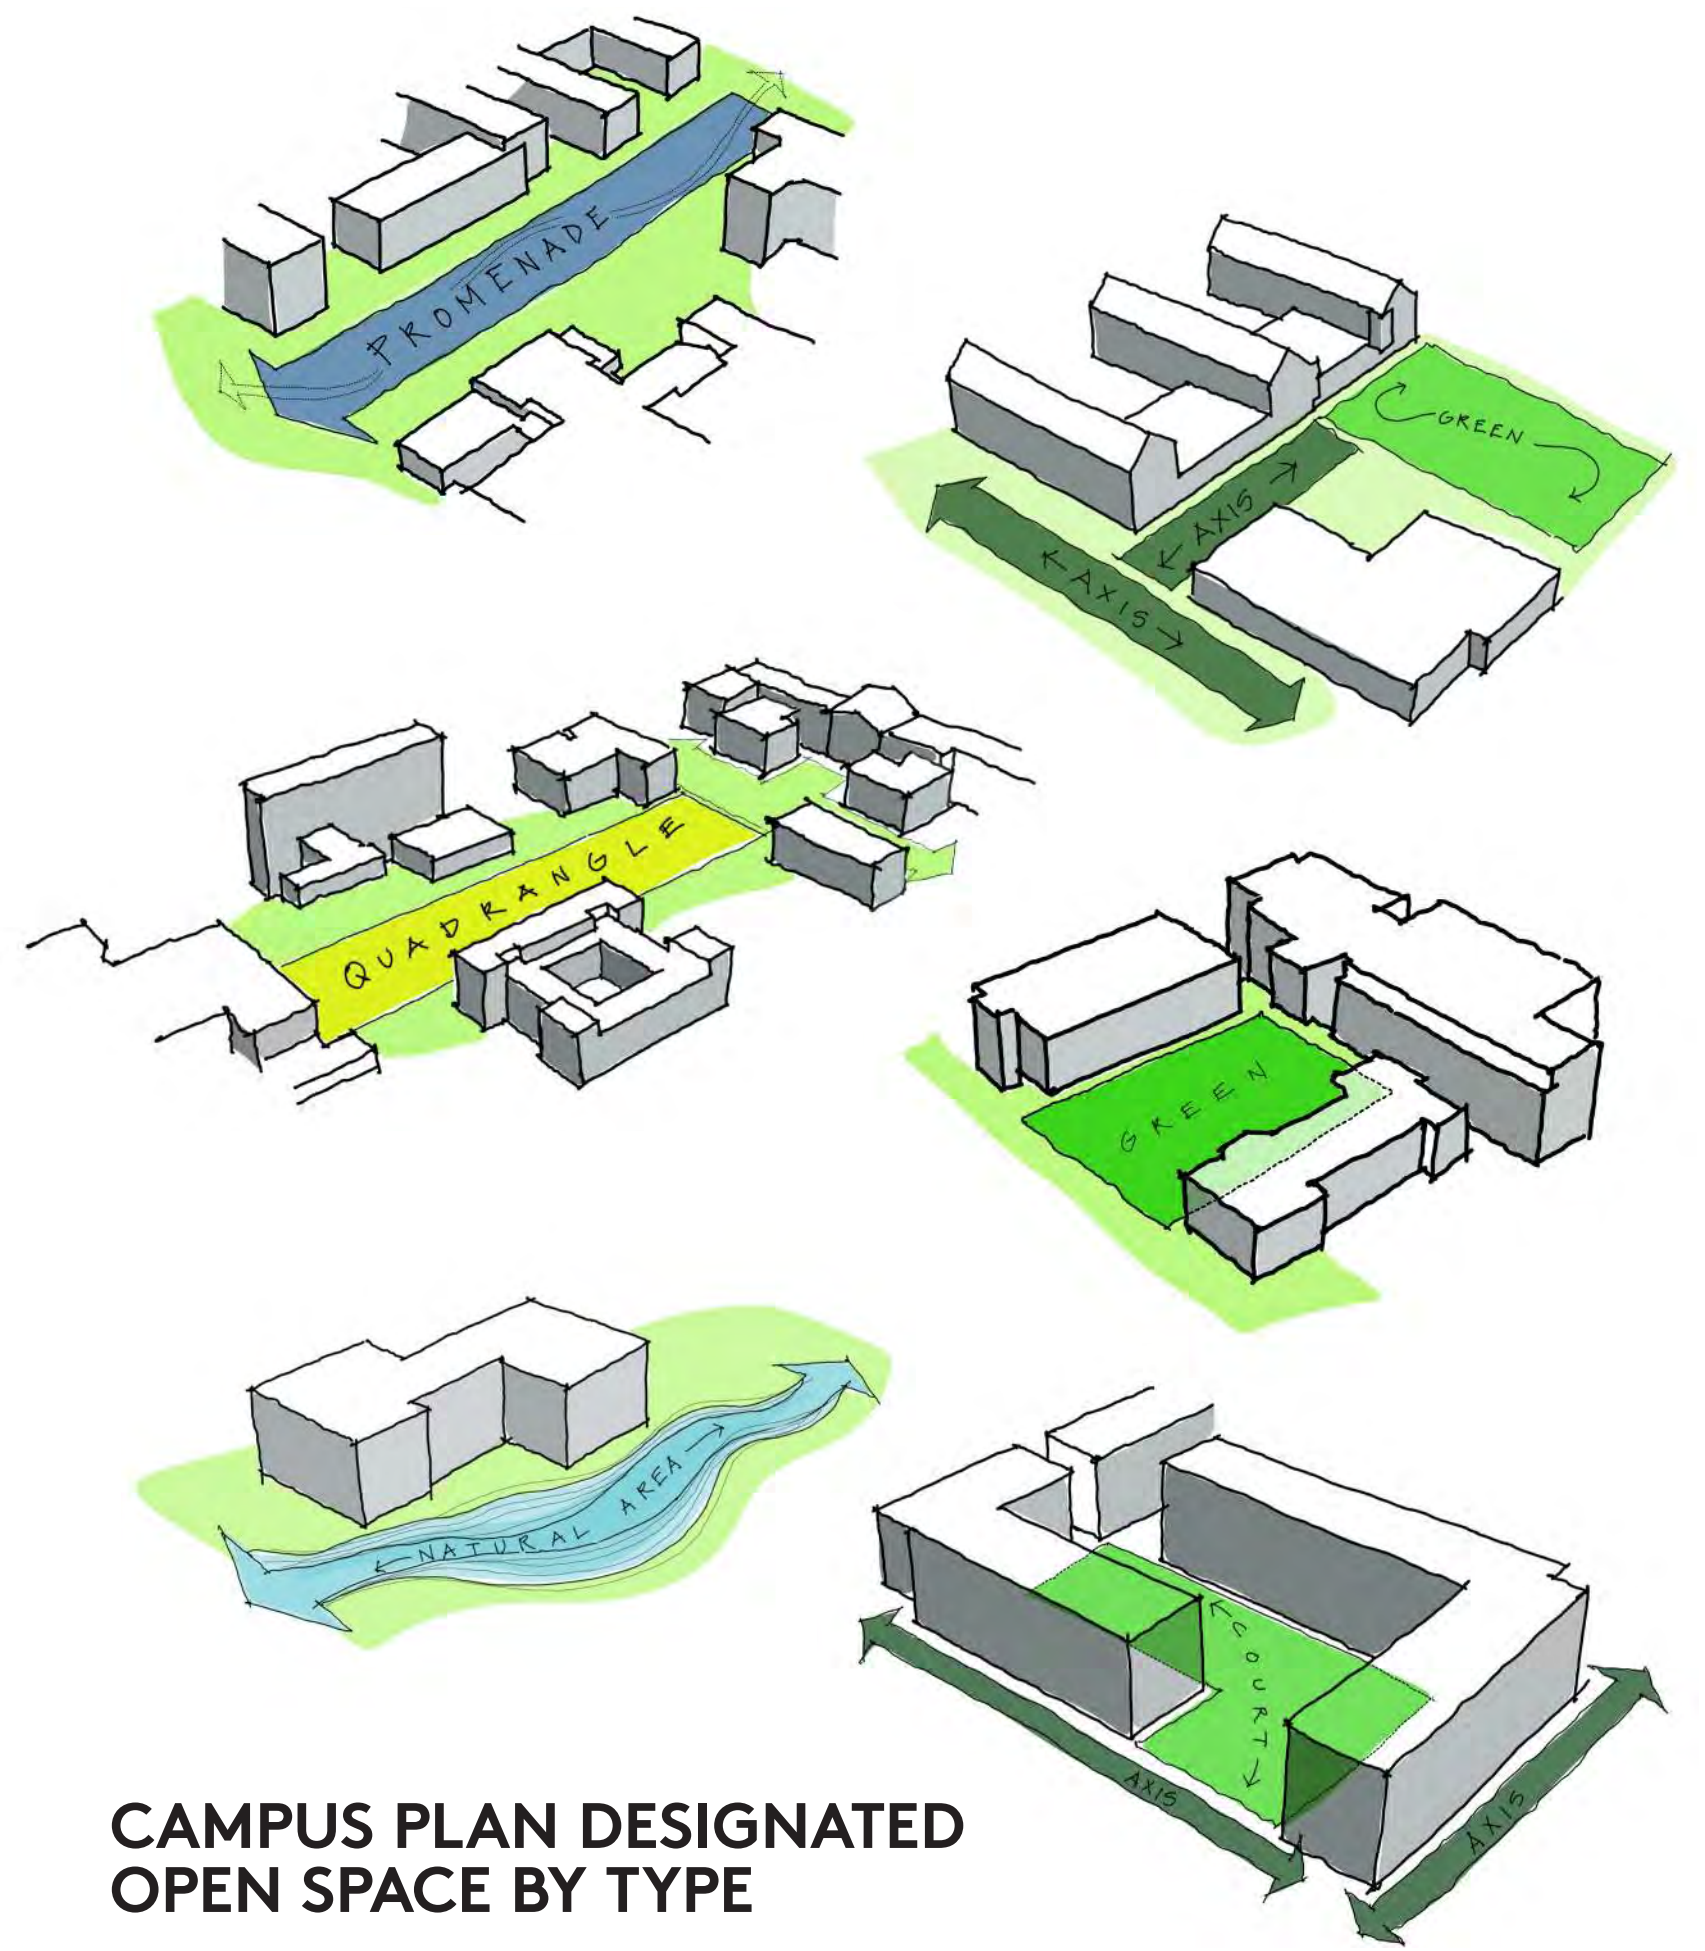 PROMENADE
GREEN
AXIS
AXIS
QUADRANGLE
GREEN
NATURAL AREA
COURT
AXIS
AXIS
CAMPUS PLAN DESIGNATED
OPEN SPACE BY TYPE